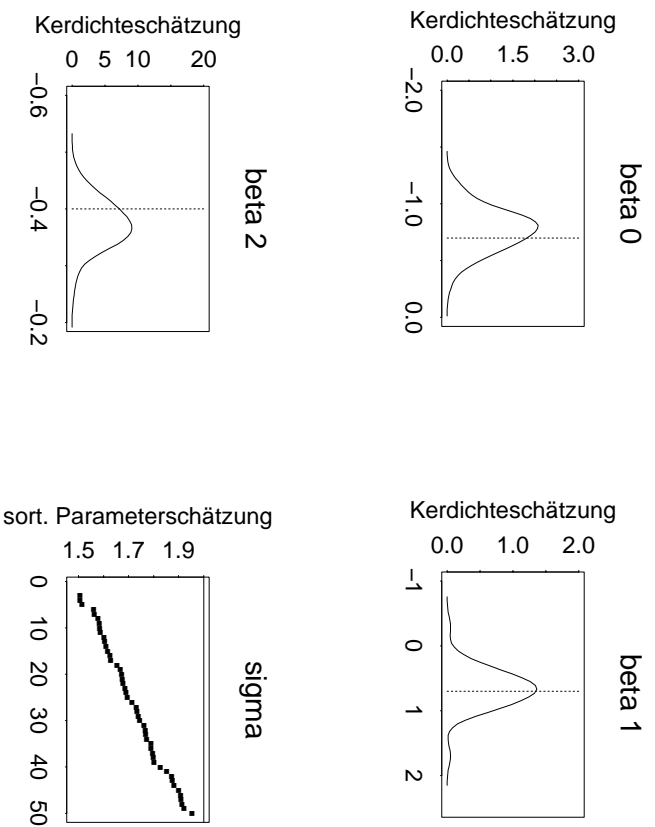 beta 0
Kerdichteschätzung
0.0 1.5 3.0
−2.0 −1.0 0.0
beta 1
Kerdichteschätzung
0.0 1.0 2.0
−1 0 1 2
beta 2
Kerdichteschätzung
0 5 10 20
−0.6 −0.4 −0.2
sigma
sort. Parameterschätzung
1.5 1.7 1.9
0 10 20 30 40 50